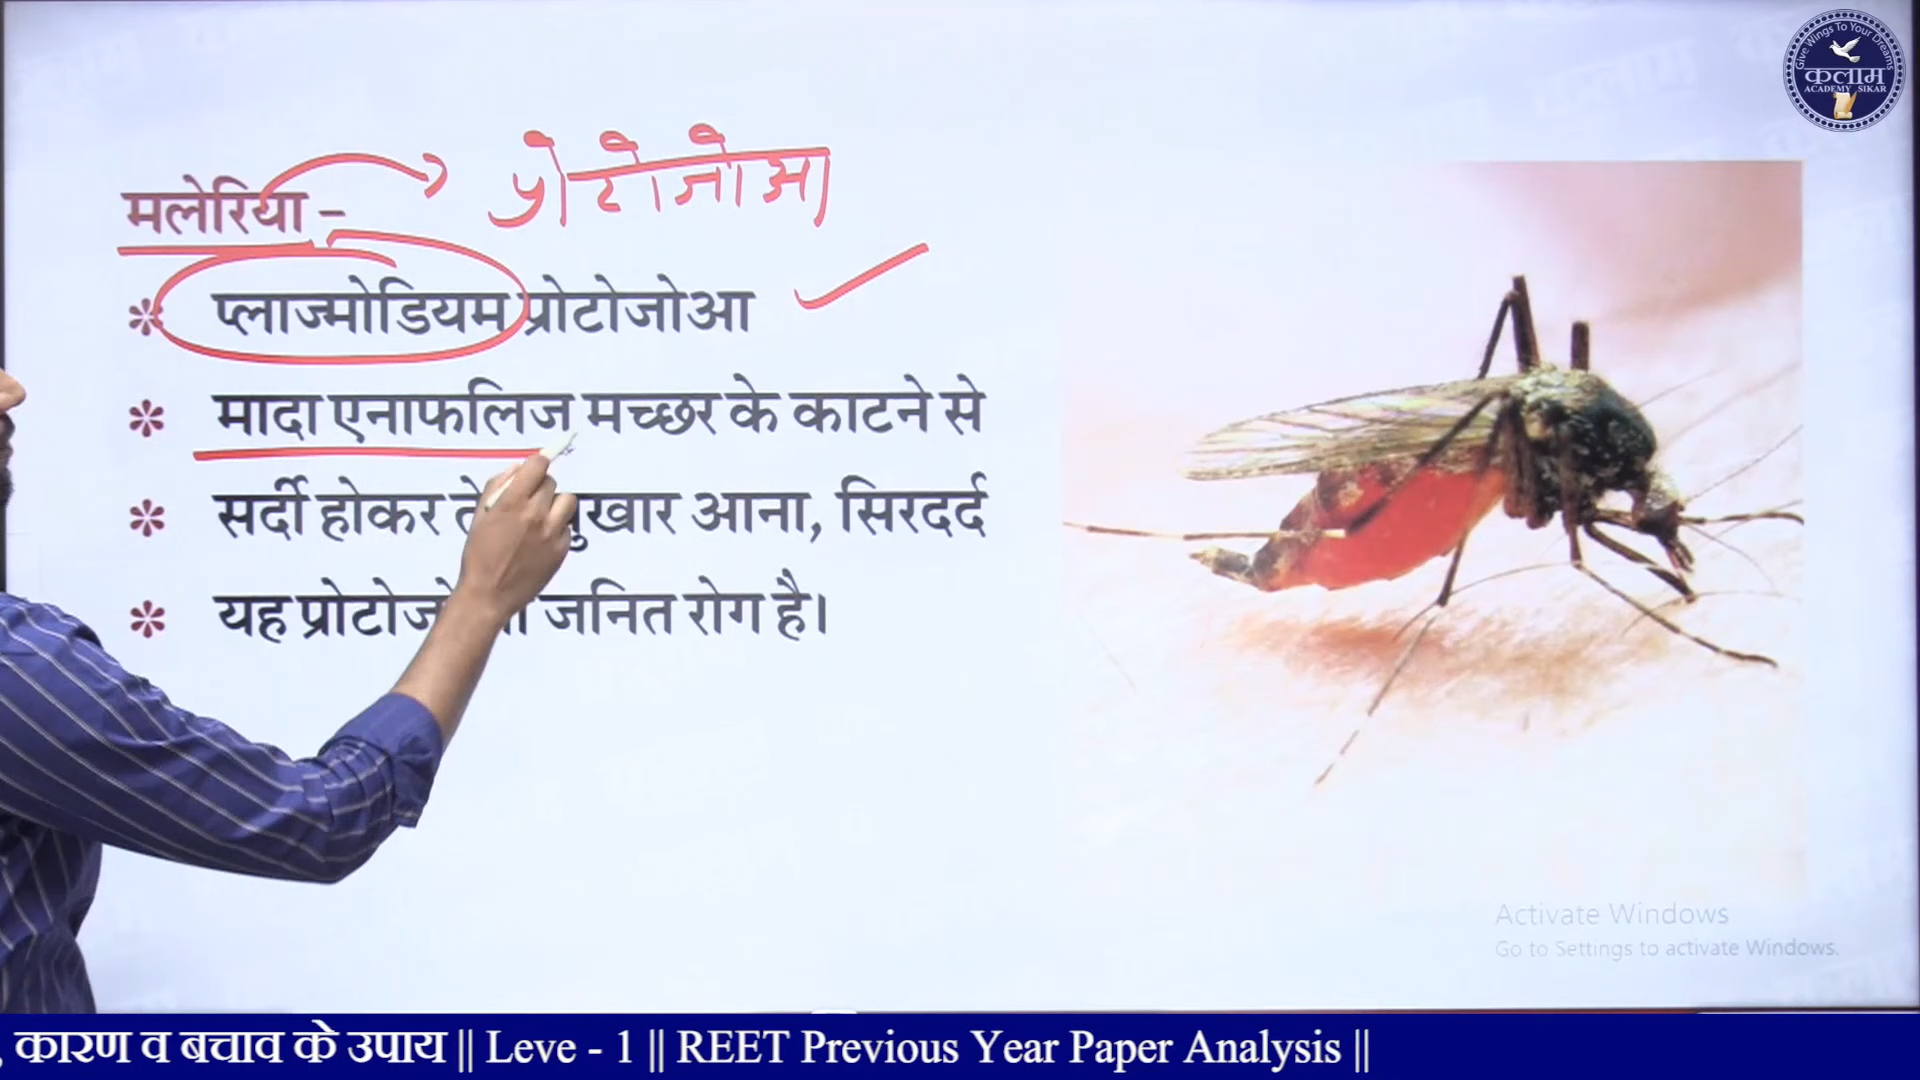 Give Wings To Your Dreams
कलाम
ACADEMY SIKAR
प्रोटोजोआ
मलेरिया –
* प्लाज्मोडियम प्रोटोजोआ
* मादा एनाफलिज मच्छर के काटने से
* सर्दी होकर बुखार आना, सिरदर्द
* यह जनित रोग है।
Activate Windows
Go to Settings to activate Windows.
, कारण व बचाव के उपाय || Leve - 1 || REET Previous Year Paper Analysis ||